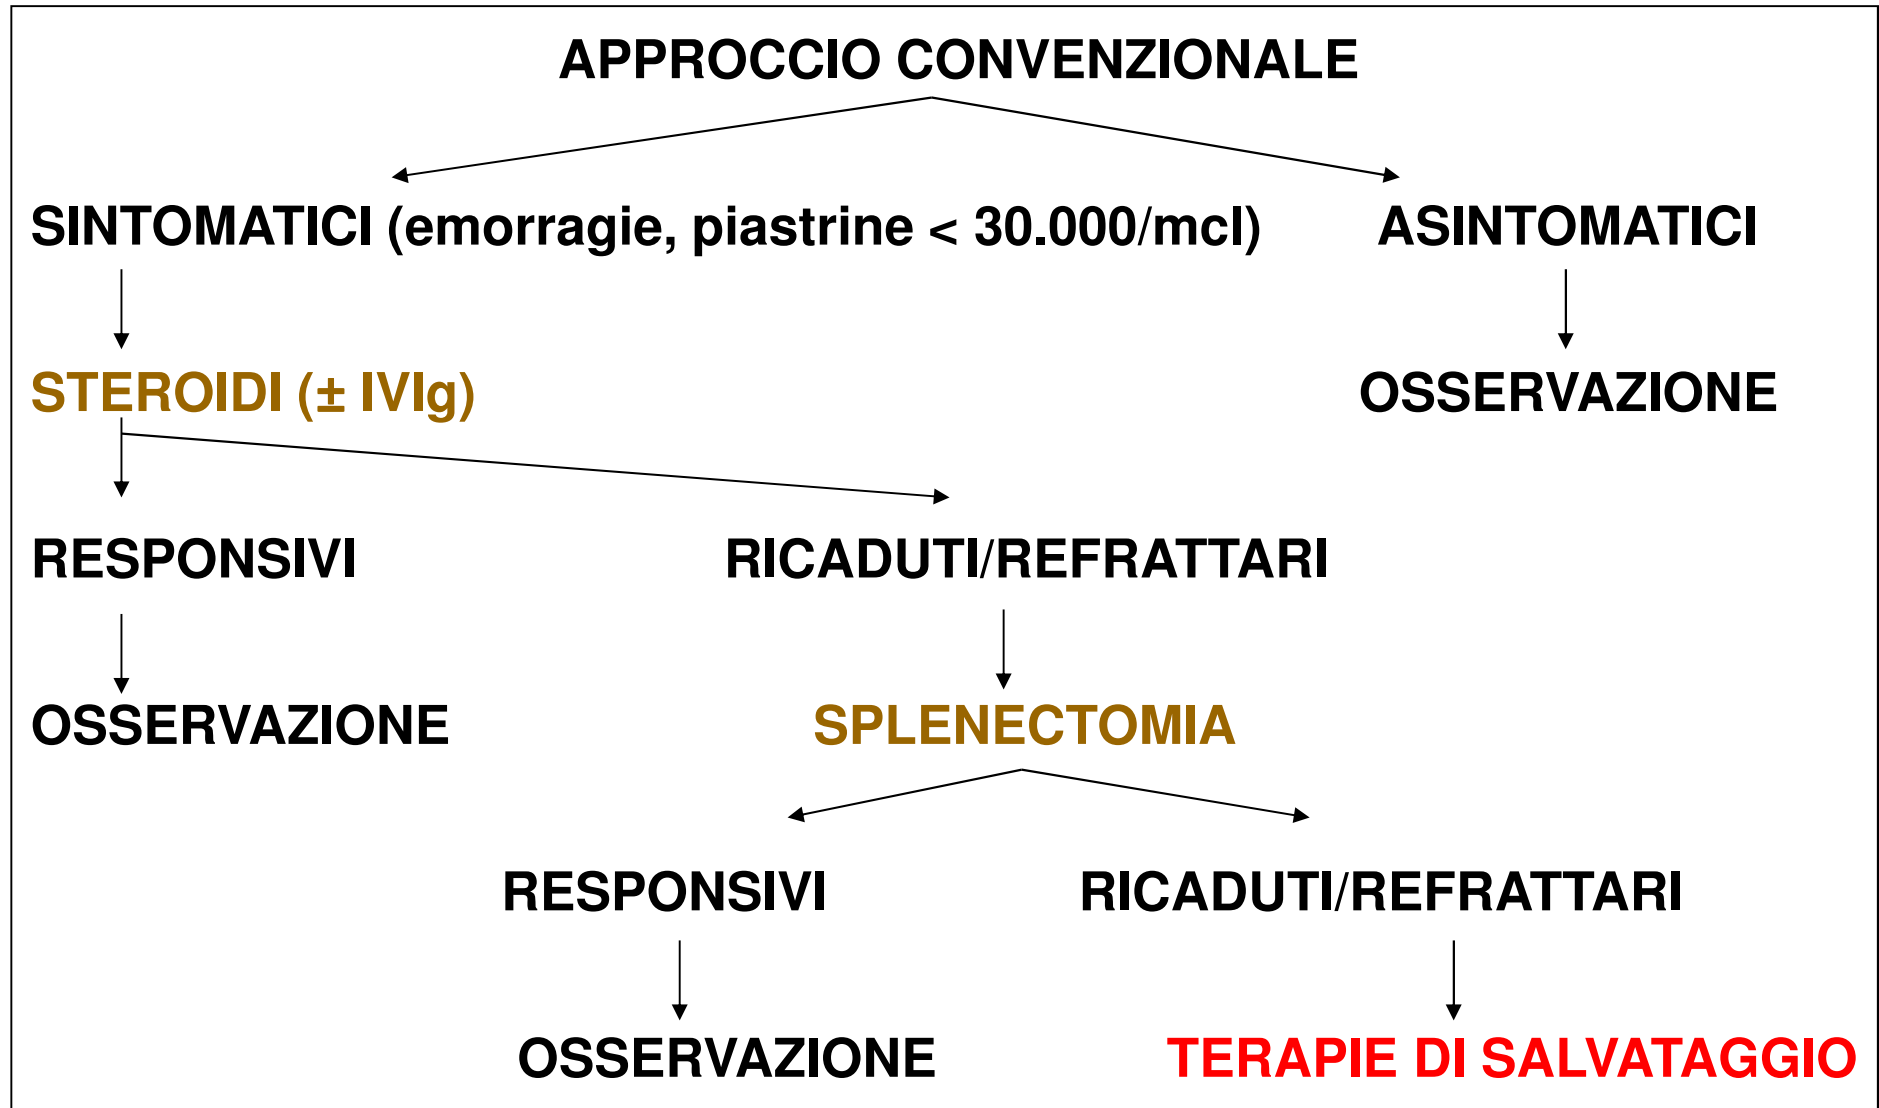 APPROCCIO CONVENZIONALE
SINTOMATICI (emorragie, piastrine < 30.000/mcl) ASINTOMATICI
STEROIDI (± IVIg) OSSERVAZIONE
RESPONSIVI RICADUTI/REFRATTARI
OSSERVAZIONE SPLENECTOMIA
RESPONSIVI RICADUTI/REFRATTARI
OSSERVAZIONE TERAPIE DI SALVATAGGIO